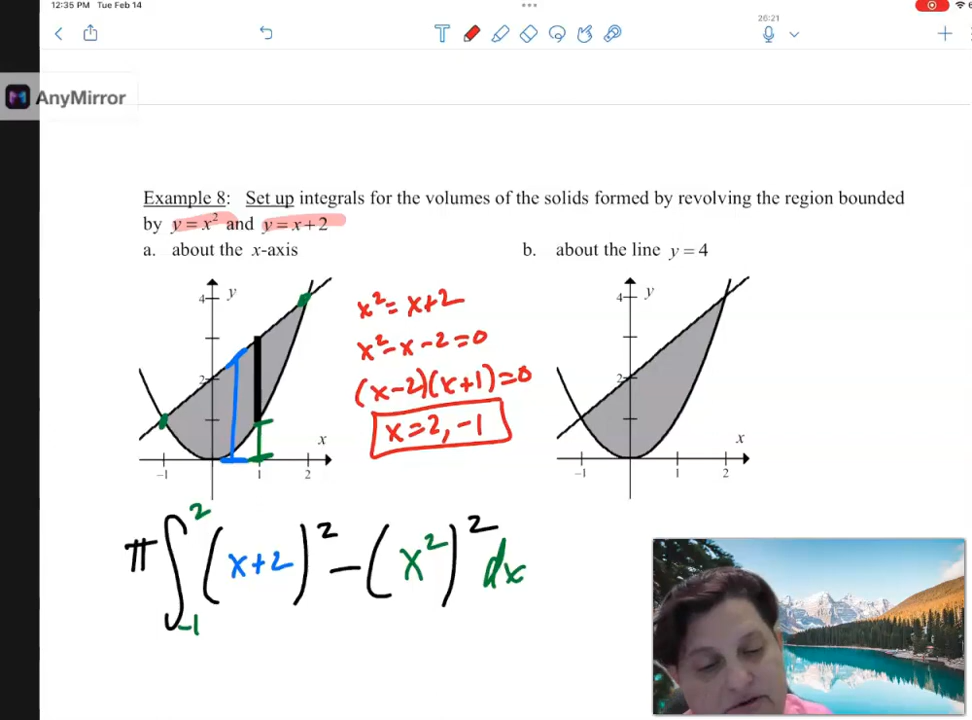 12:35 PM Tue Feb 14
26:21
AnyMirror
Example 8: Set up integrals for the volumes of the solids formed by revolving the region bounded
by y = x² and y = x + 2
a. about the x-axis
b. about the line y = 4
4 y
2
x
-1 1 2
x² = x+2
x² - x - 2 = 0
(x-2)(x+1) = 0
x = 2, -1
4 y
2
x
-1 1 2
π ∫₋₁² (x+2)² - (x²)² dx